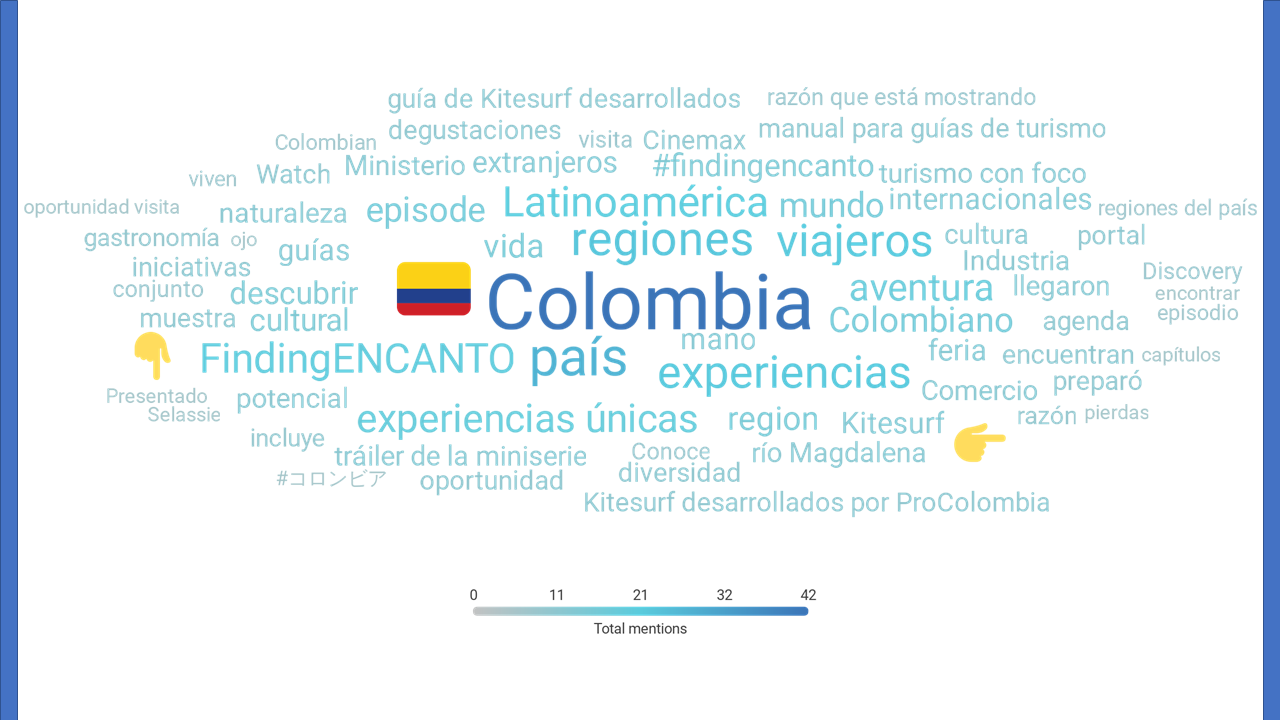 guía de Kitesurf desarrollados razón que está mostrando
degustaciones visita Cinemax manual para guías de turismo
Colombian
Ministerio extranjeros #findingencanto turismo con foco
viven Watch
oportunidad visita naturaleza episode Latinoamérica mundo internacionales regiones del país
gastronomía ojo guías vida regiones viajeros cultura portal
iniciativas Industria Discovery
conjunto descubrir 🇨🇴 Colombia aventura llegaron encontrar
muestra cultural Colombiano agenda episodio
👇 FindingENCANTO país mano feria encuentran capítulos
experiencias Comercio preparó
Presentado potencial
Selassie experiencias únicas region Kitesurf razón pierdas
incluye 👉
tráiler de la miniserie Conoce río Magdalena
#コロンビア oportunidad diversidad
Kitesurf desarrollados por ProColombia
0 11 21 32 42
Total mentions